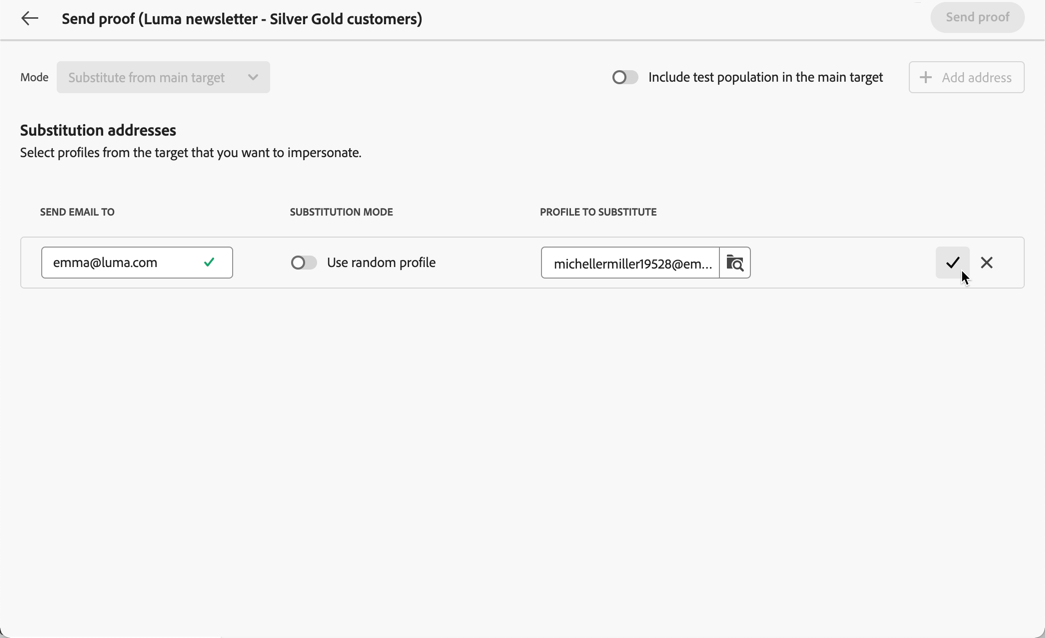 Send proof (Luma newsletter - Silver Gold customers)
Send proof
Mode
Substitute from main target
Include test population in the main target
Add address
Substitution addresses
Select profiles from the target that you want to impersonate.
SEND EMAIL TO
SUBSTITUTION MODE
PROFILE TO SUBSTITUTE
emma@luma.com
Use random profile
michellermiller19528@em...